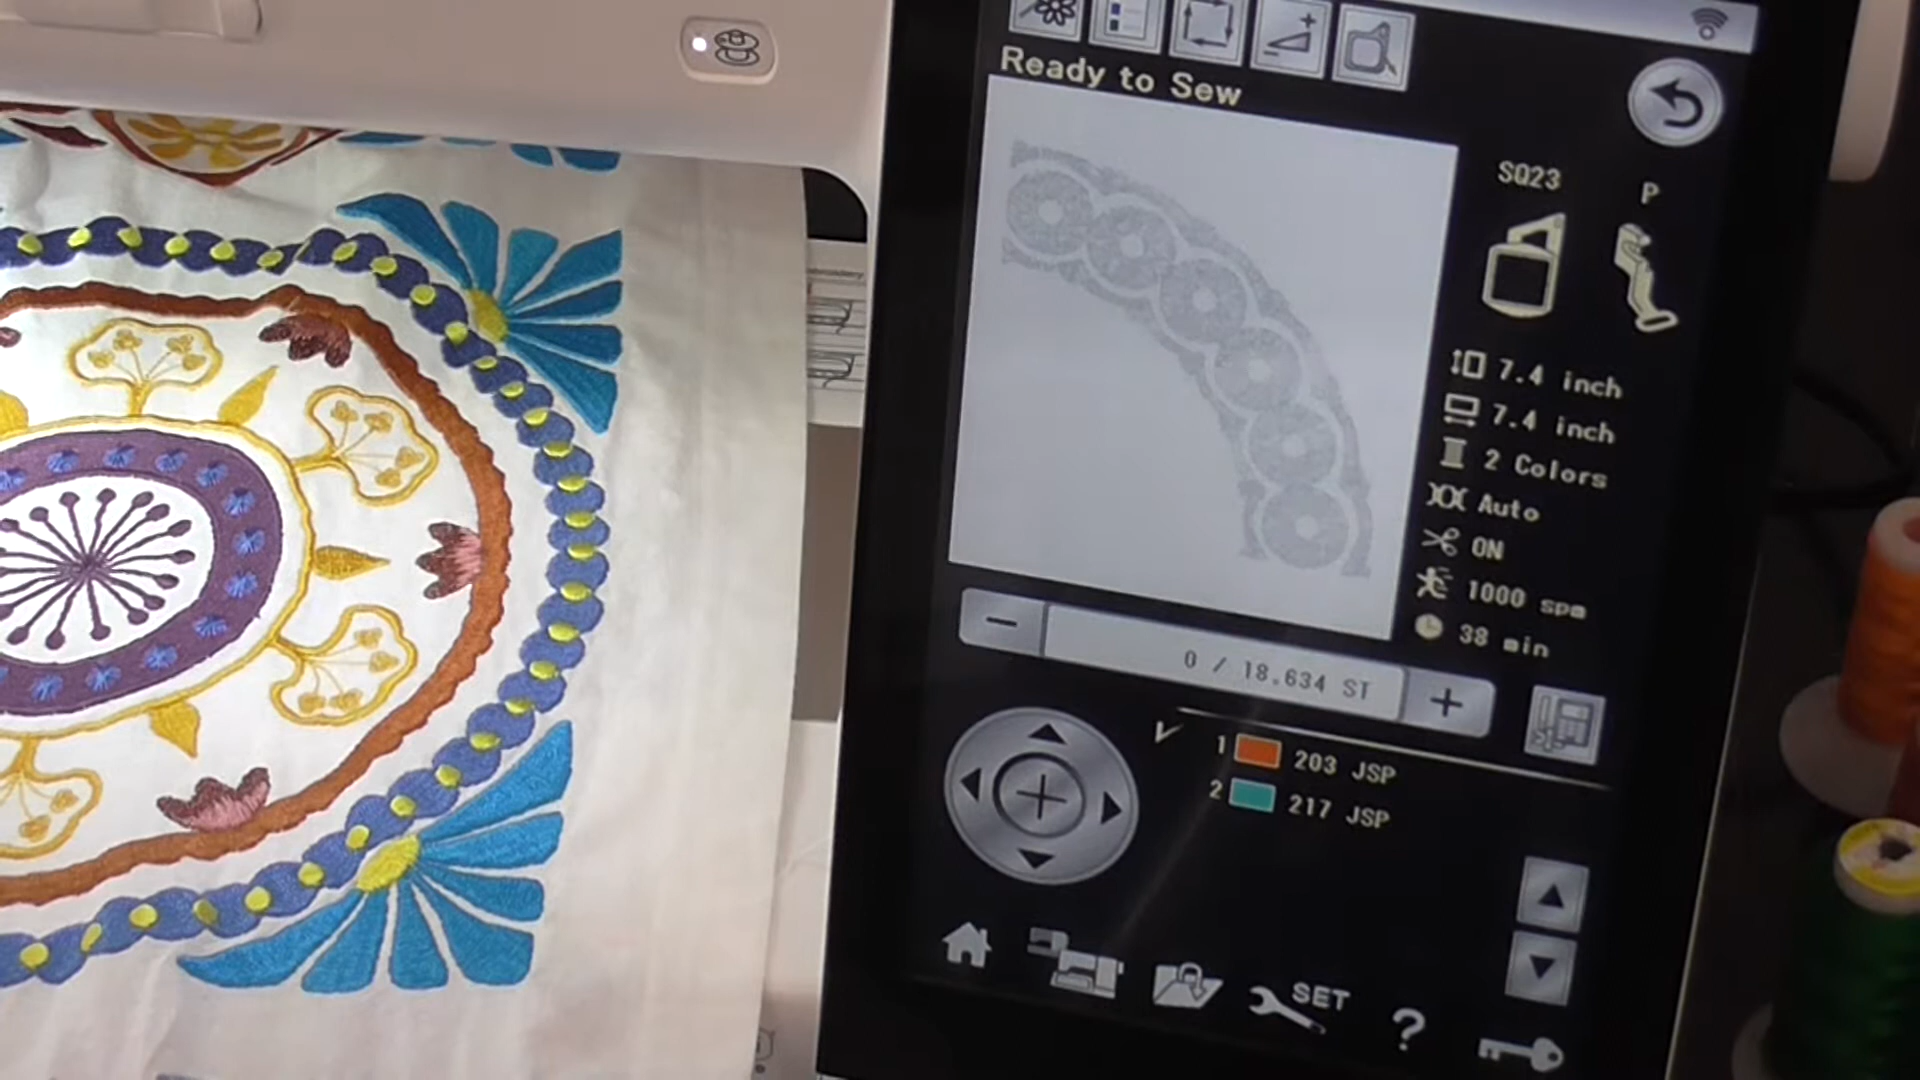 Ready to Sew
SQ23
P
7.4 inch
7.4 inch
2 Colors
Auto
ON
1000 spm
38 min
0 / 18.634 ST
1 203 JSP
2 217 JSP
SET
?